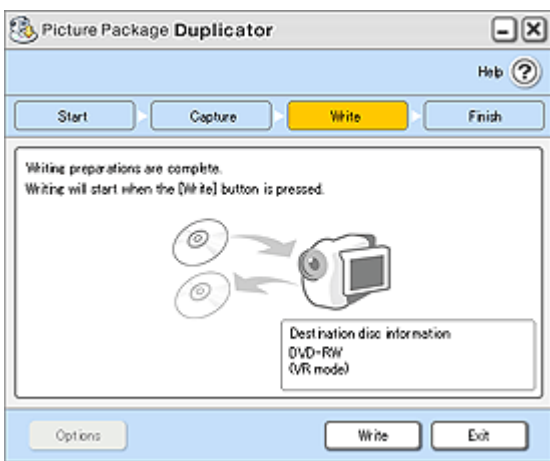 Picture Package Duplicator
Help ?
Start
Capture
Write
Finish
Writing preparations are complete.
Writing will start when the [Write] button is pressed.
Destination disc information
DVD-RW
(VR mode)
Options
Write
Exit